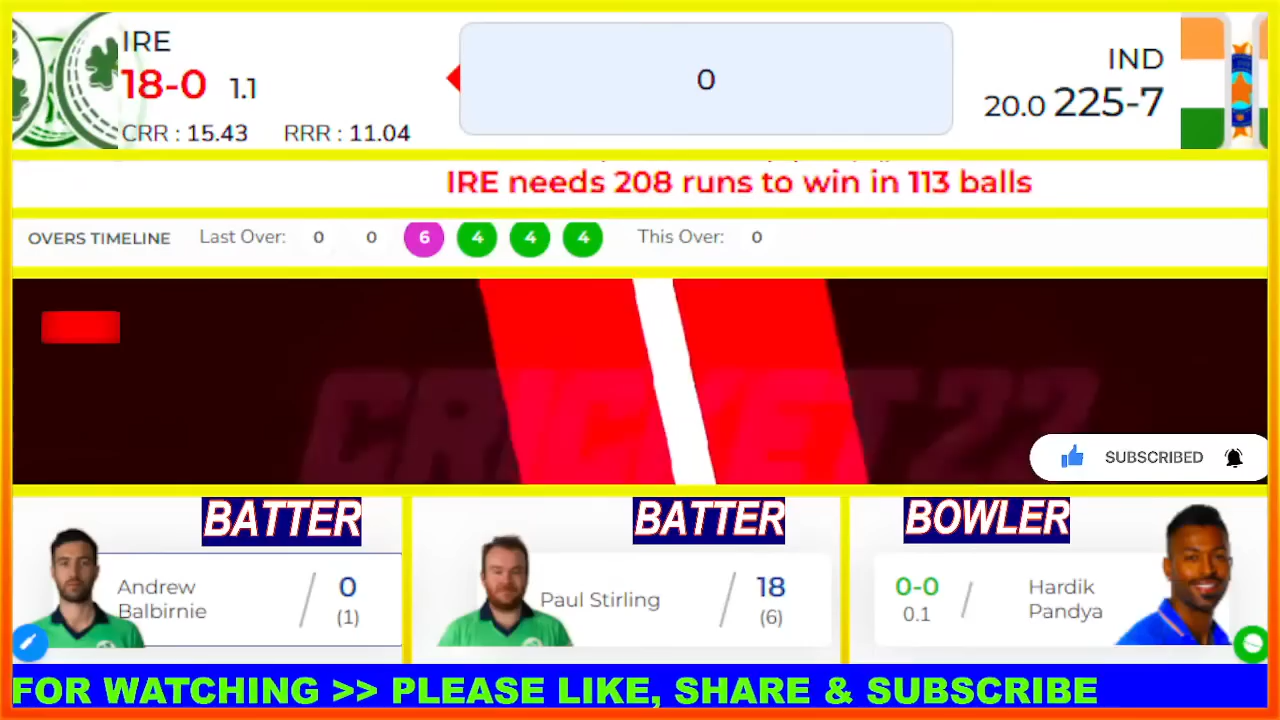 IRE
18-0 1.1
CRR : 15.43 RRR : 11.04
0
IND
20.0 225-7
IRE needs 208 runs to win in 113 balls
OVERS TIMELINE Last Over: 0 0 6 4 4 4 This Over: 0
CRICKET 22
SUBSCRIBED
BATTER
Andrew
Balbirnie
0
(1)
BATTER
Paul Stirling
18
(6)
BOWLER
0-0
0.1
Hardik
Pandya
FOR WATCHING >> PLEASE LIKE, SHARE & SUBSCRIBE